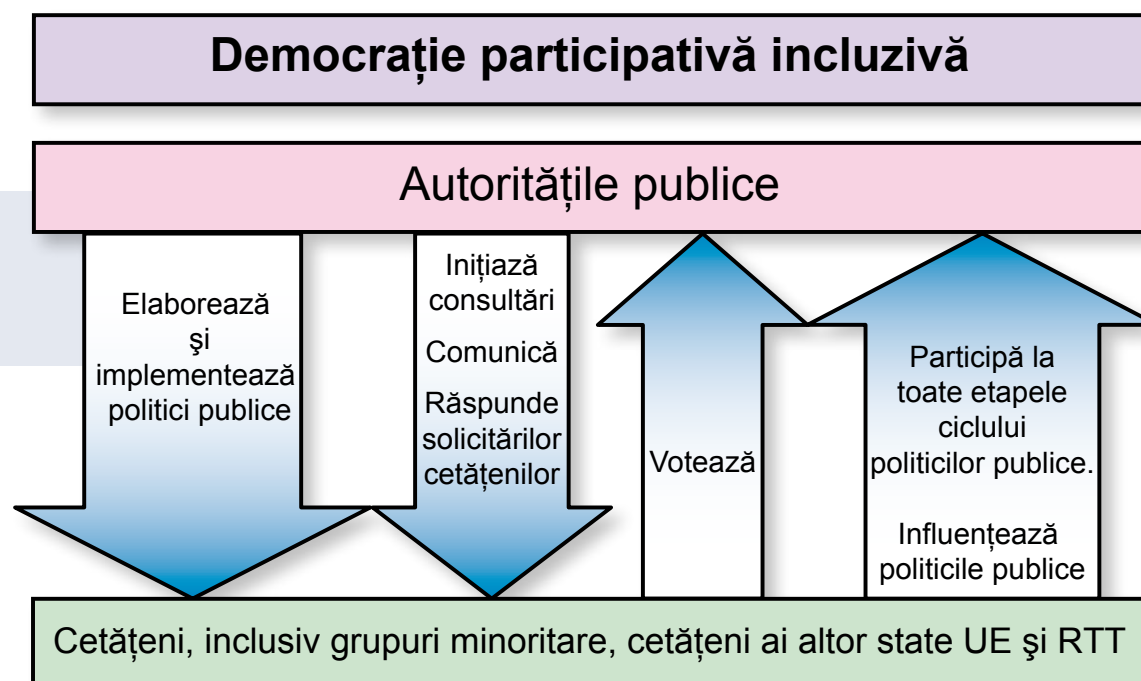 Democrație participativă incluzivă
Autoritățile publice
Elaborează
şi
implementează
politici publice
Inițiază
consultări
Comunică
Răspunde
solicitărilor
cetățenilor
Votează
Participă la
toate etapele
ciclului
politicilor publice.
Influențează
politicile publice
Cetățeni, inclusiv grupuri minoritare, cetățeni ai altor state UE şi RTT